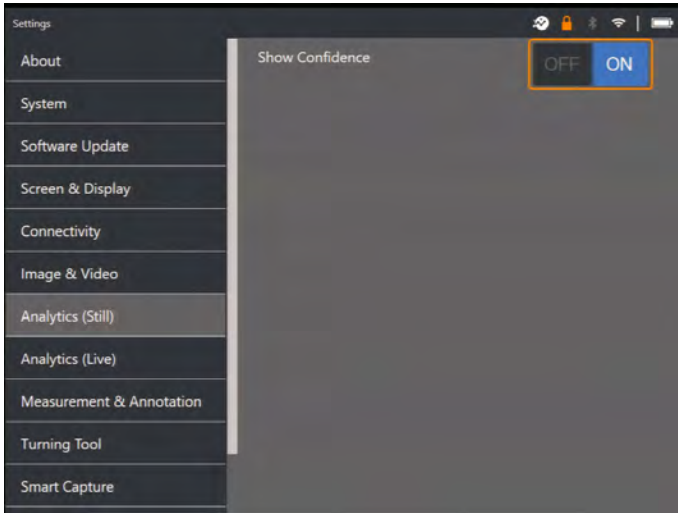 Settings
About
Show Confidence
OFF ON
System
Software Update
Screen & Display
Connectivity
Image & Video
Analytics (Still)
Analytics (Live)
Measurement & Annotation
Turning Tool
Smart Capture